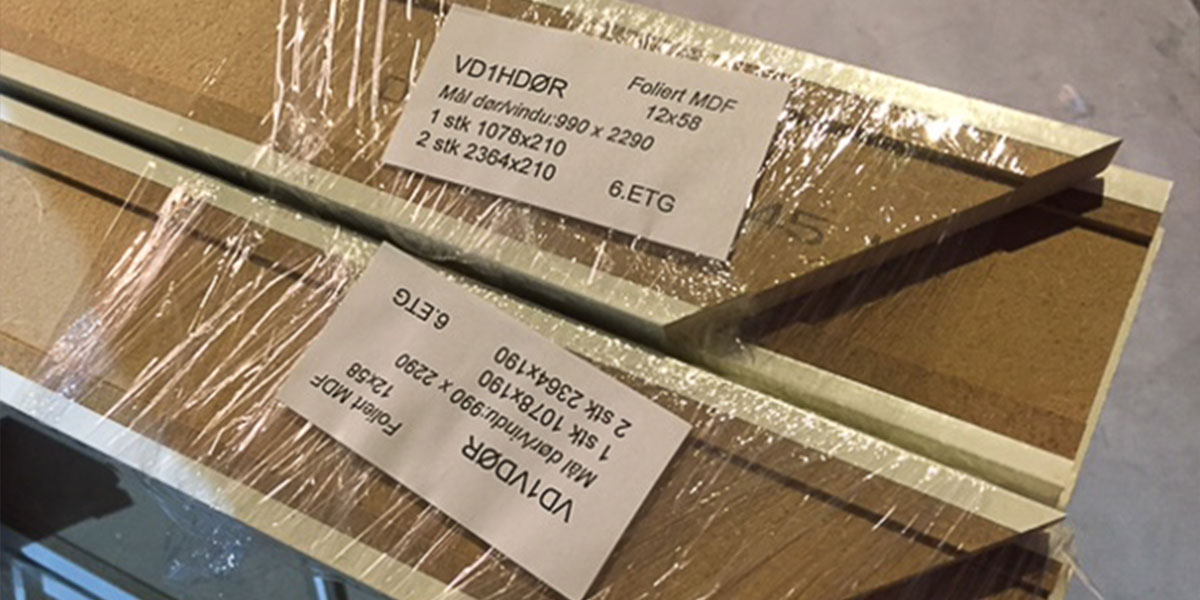 VD1HDØR
Foliert MDF
12x58
Mål dør/vindu:990 x 2290
1 stk 1078x210
2 stk 2364x210
6.ETG
45
VD1VDØR
Foliert MDF
12x58
Mål dør/vindu:990 x 2290
1 stk 1078x190
2 stk 2364x190
6.ETG